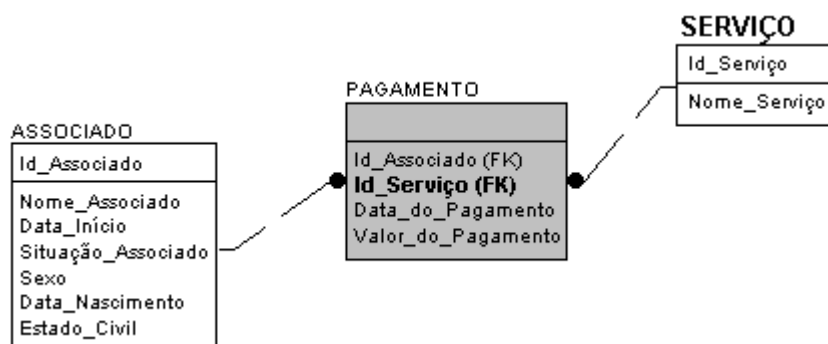 ASSOCIADO
Id_Associado
Nome_Associado
Data_Início
Situação_Associado
Sexo
Data_Nascimento
Estado_Civil
PAGAMENTO
Id_Associado (FK)
Id_Serviço (FK)
Data_do_Pagamento
Valor_do_Pagamento
SERVIÇO
Id_Serviço
Nome_Serviço